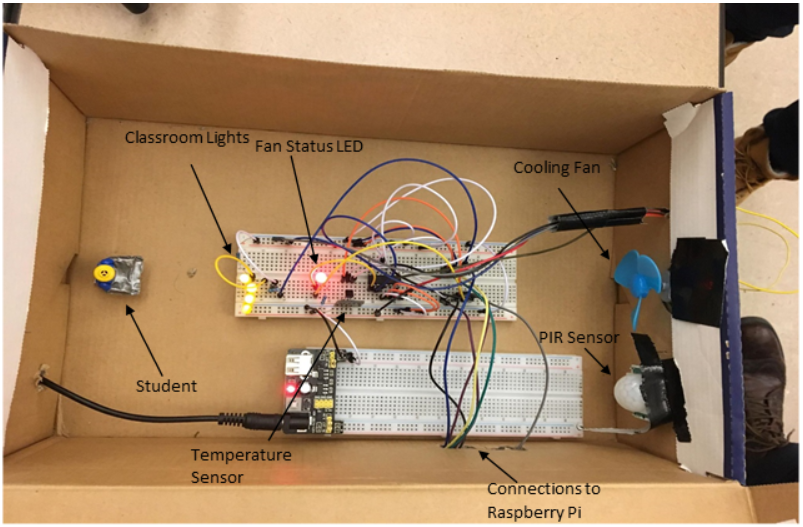 Classroom Lights
Fan Status LED
Cooling Fan
PIR Sensor
Student
Temperature
Sensor
Connections to
Raspberry Pi